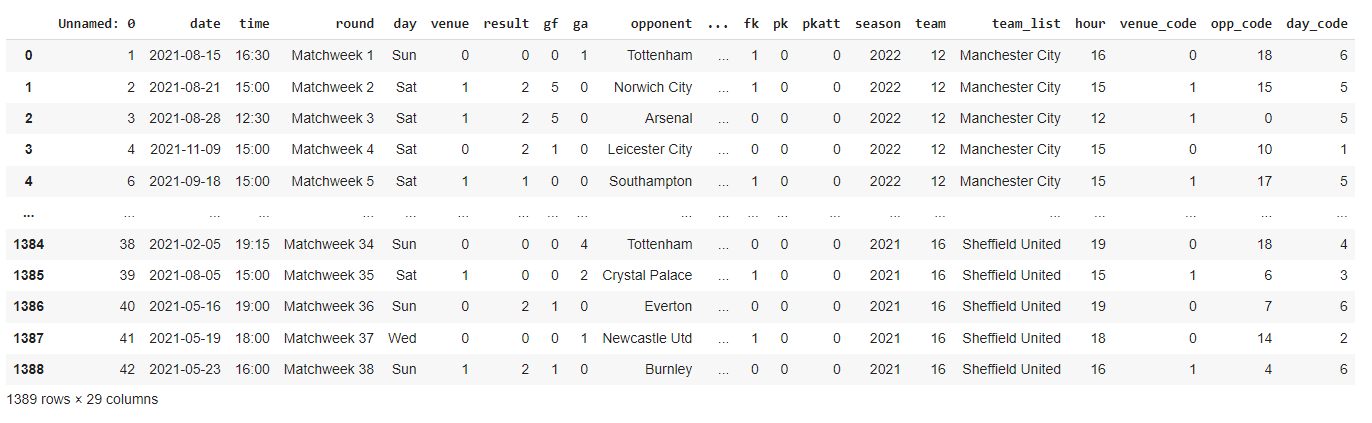 Unnamed: 0 date time round day venue result gf ga opponent ... fk pk pkatt season team team_list hour venue_code opp_code day_code
0 1 2021-08-15 16:30 Matchweek 1 Sun 0 0 0 1 Tottenham ... 1 0 0 2022 12 Manchester City 16 0 18 6
1 2 2021-08-21 15:00 Matchweek 2 Sat 1 2 5 0 Norwich City ... 1 0 0 2022 12 Manchester City 15 1 15 5
2 3 2021-08-28 12:30 Matchweek 3 Sat 1 2 5 0 Arsenal ... 0 0 0 2022 12 Manchester City 12 1 0 5
3 4 2021-11-09 15:00 Matchweek 4 Sat 0 2 1 0 Leicester City ... 0 0 0 2022 12 Manchester City 15 0 10 1
4 6 2021-09-18 15:00 Matchweek 5 Sat 1 1 0 0 Southampton ... 1 0 0 2022 12 Manchester City 15 1 17 5
... ... ... ... ... ... ... ... ... ... ... ... ... ... ... ... ... ... ... ... ... ...
1384 38 2021-02-05 19:15 Matchweek 34 Sun 0 0 0 4 Tottenham ... 0 0 0 2021 16 Sheffield United 19 0 18 4
1385 39 2021-08-05 15:00 Matchweek 35 Sat 1 0 0 2 Crystal Palace ... 1 0 0 2021 16 Sheffield United 15 1 6 3
1386 40 2021-05-16 19:00 Matchweek 36 Sun 0 2 1 0 Everton ... 0 0 0 2021 16 Sheffield United 19 0 7 6
1387 41 2021-05-19 18:00 Matchweek 37 Wed 0 0 0 1 Newcastle Utd ... 1 0 0 2021 16 Sheffield United 18 0 14 2
1388 42 2021-05-23 16:00 Matchweek 38 Sun 1 2 1 0 Burnley ... 0 0 0 2021 16 Sheffield United 16 1 4 6
1389 rows × 29 columns